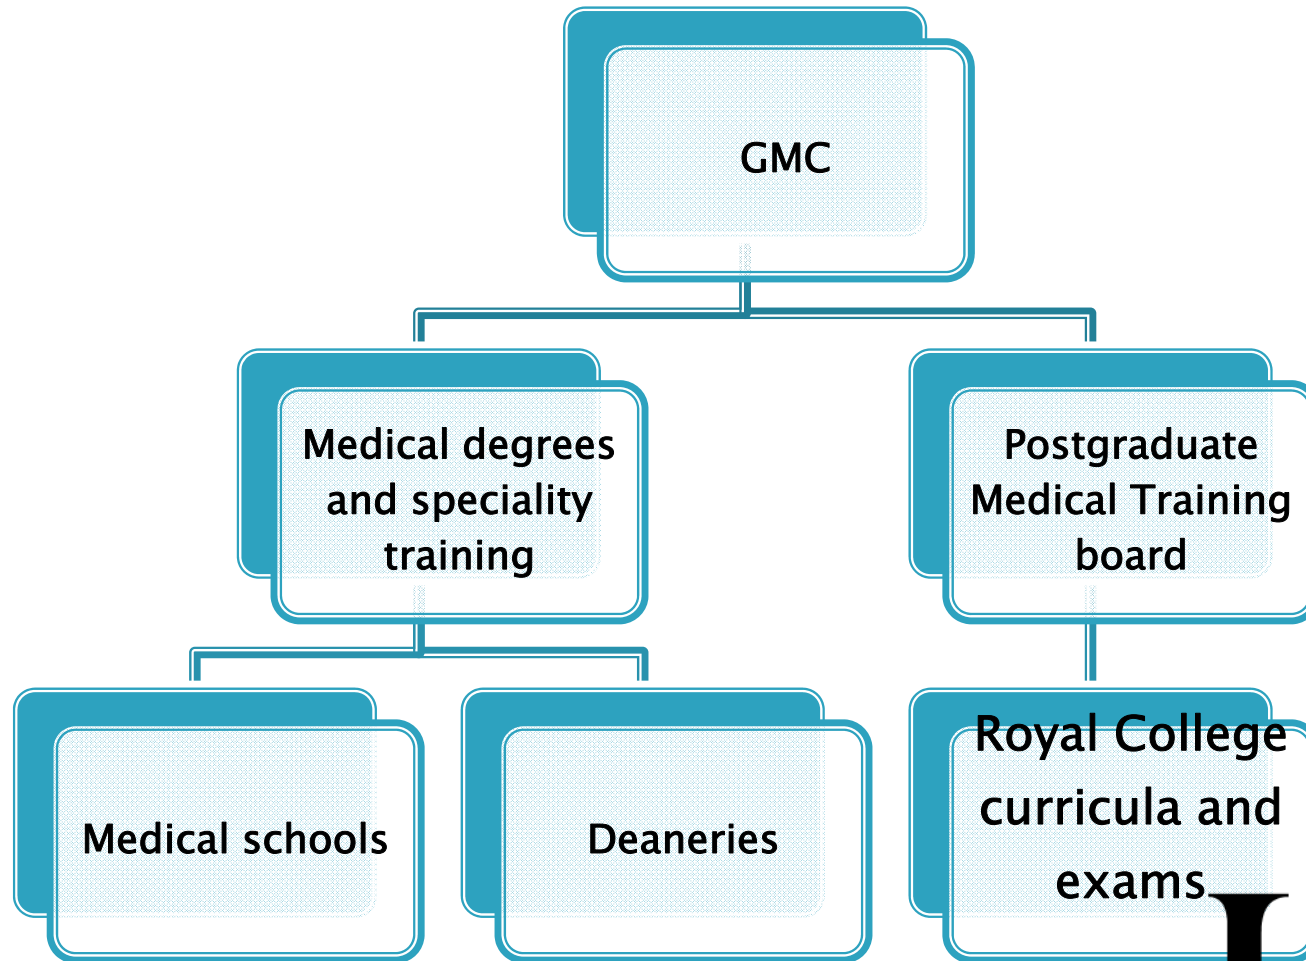 GMC
Medical degrees
and speciality
training
Postgraduate
Medical Training
board
Medical schools
Deaneries
Royal College
curricula and
exams